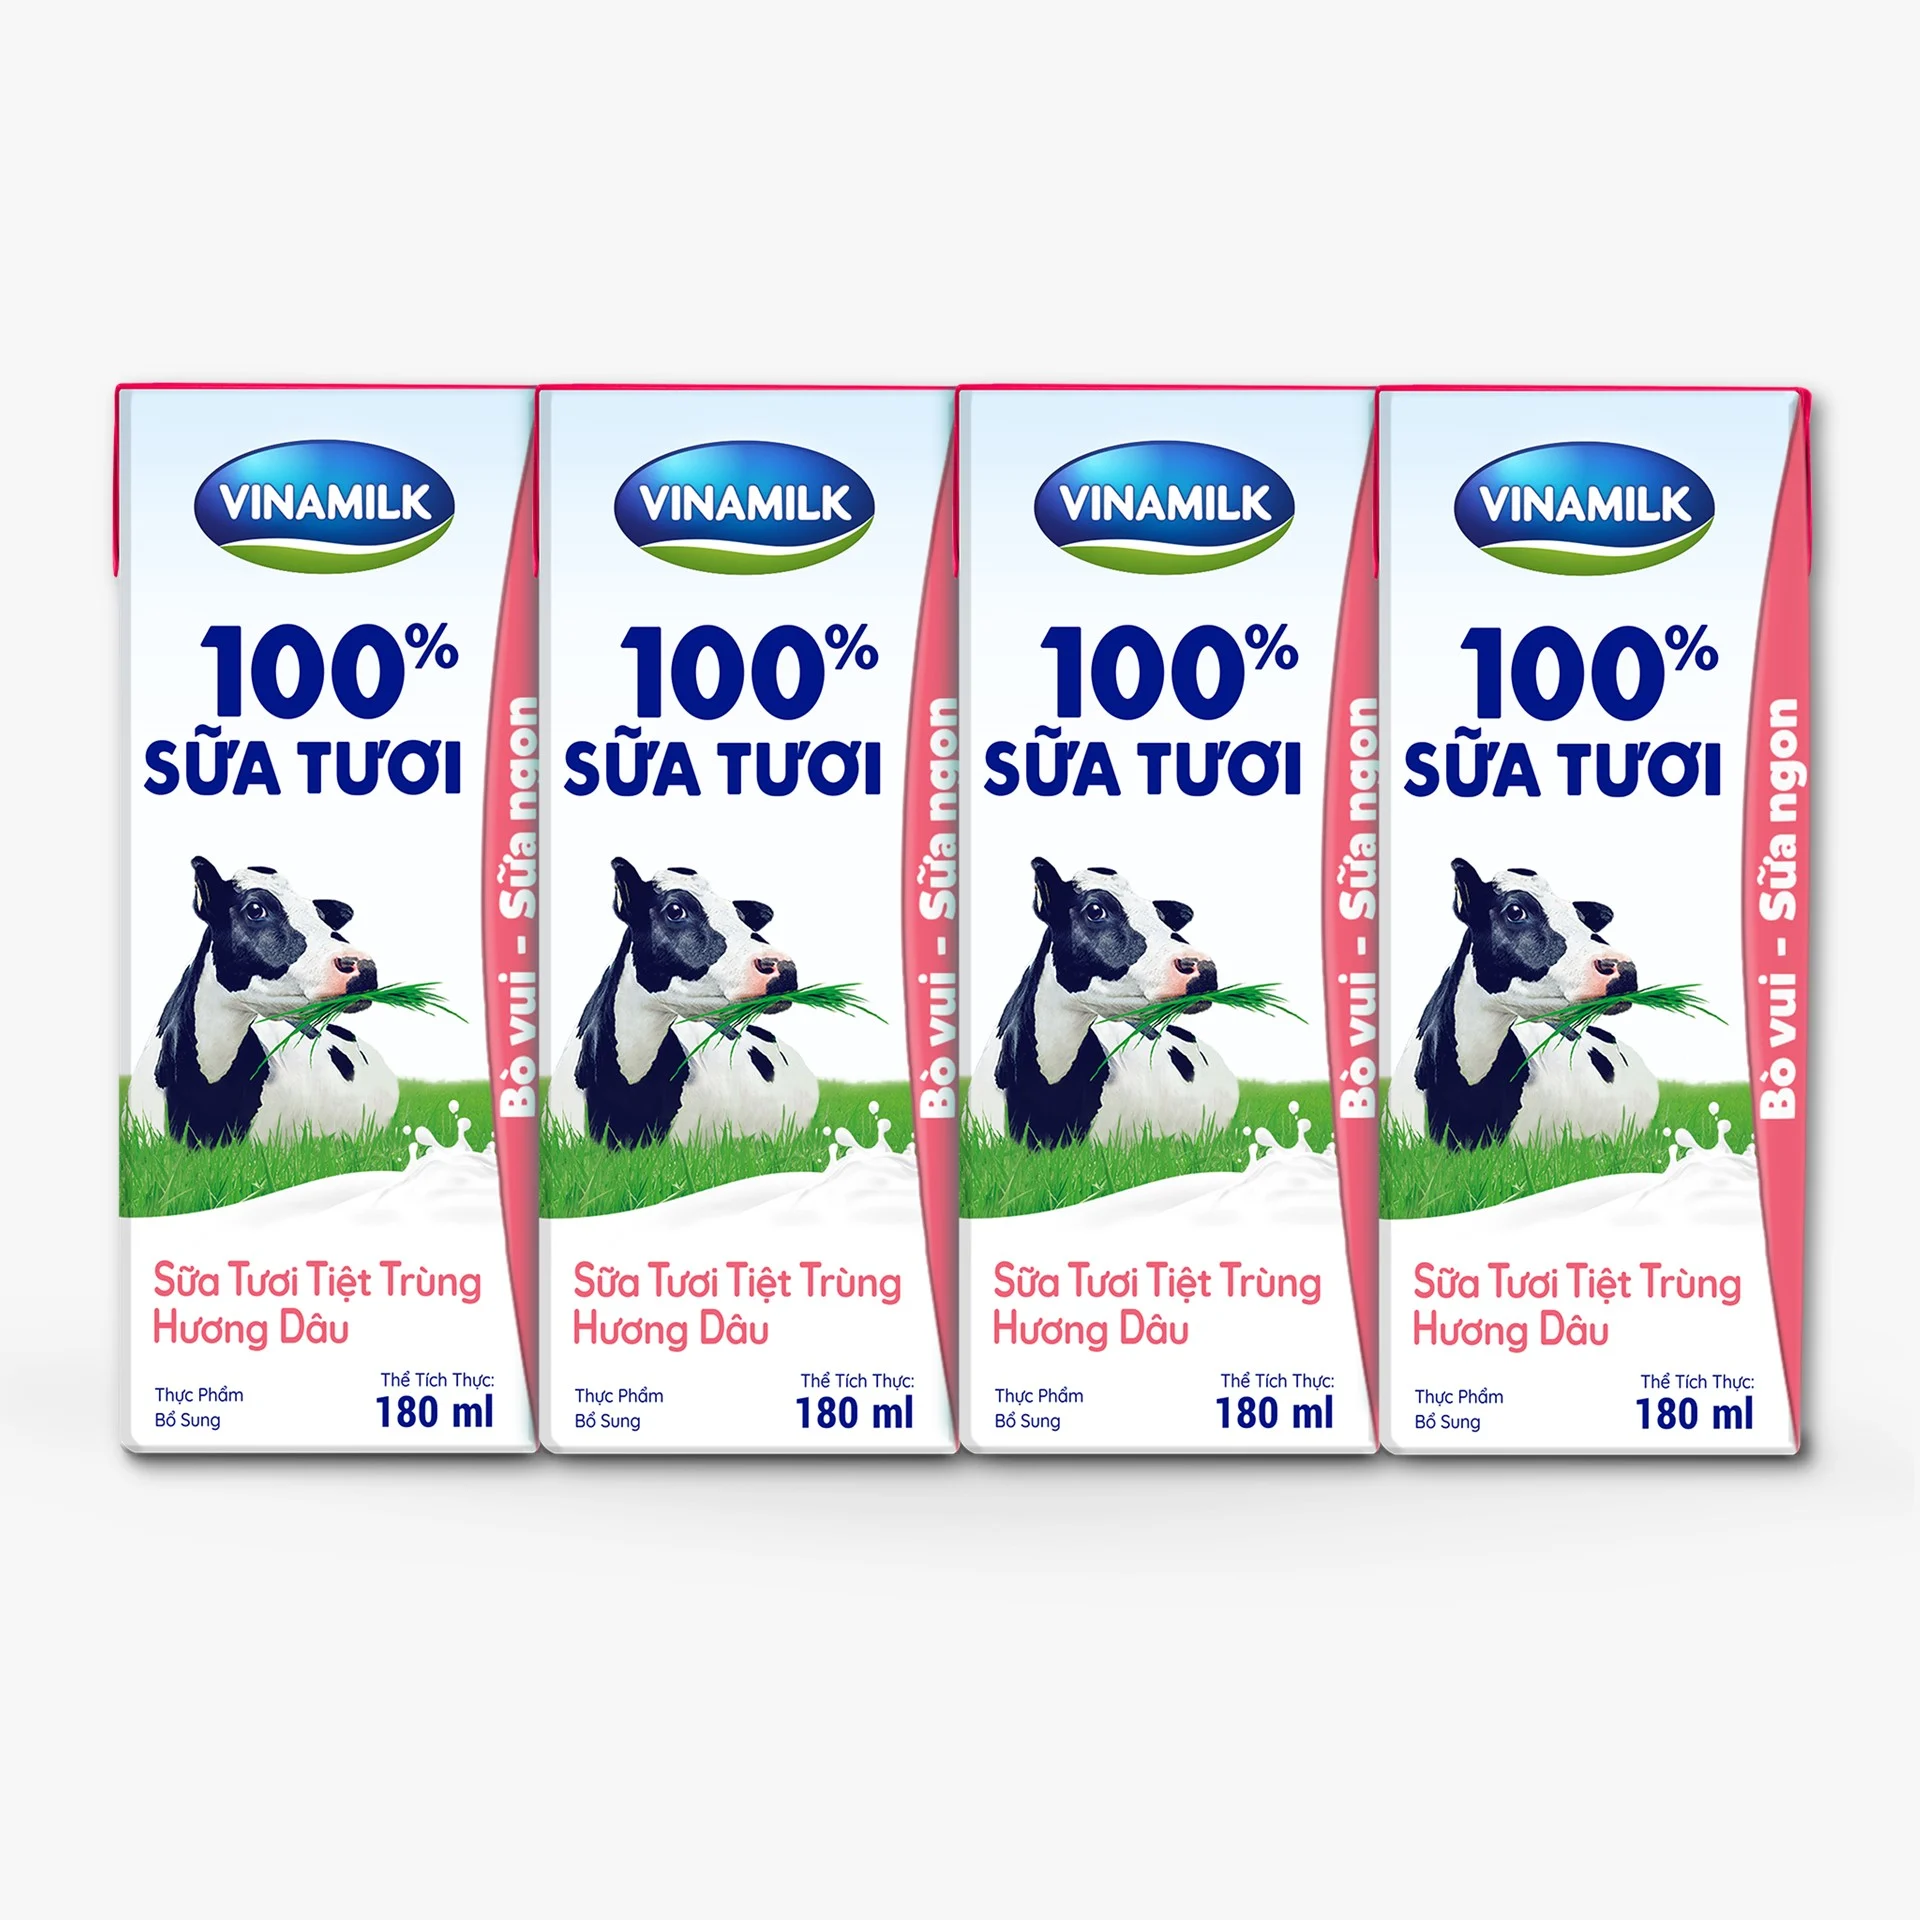 VINAMILK
100%
SỮA TƯƠI
Bò vui - Sữa ngon
Sữa Tươi Tiệt Trùng
Hương Dâu
Thực Phẩm
Bổ Sung
Thể Tích Thực:
180 ml
VINAMILK
100%
SỮA TƯƠI
Bò vui - Sữa ngon
Sữa Tươi Tiệt Trùng
Hương Dâu
Thực Phẩm
Bổ Sung
Thể Tích Thực:
180 ml
VINAMILK
100%
SỮA TƯƠI
Bò vui - Sữa ngon
Sữa Tươi Tiệt Trùng
Hương Dâu
Thực Phẩm
Bổ Sung
Thể Tích Thực:
180 ml
VINAMILK
100%
SỮA TƯƠI
Bò vui - Sữa ngon
Sữa Tươi Tiệt Trùng
Hương Dâu
Thực Phẩm
Bổ Sung
Thể Tích Thực:
180 ml